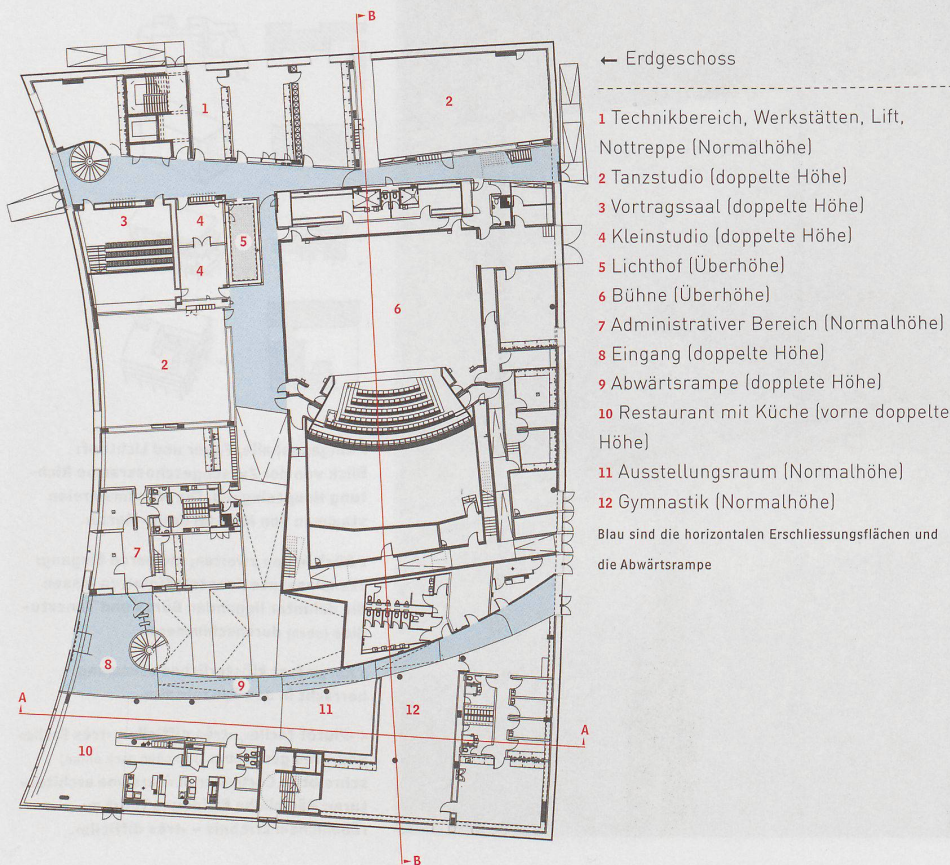 B
1
2
3
4
4
5
6
2
7
8
9
A
11
12
A
10
B
← Erdgeschoss
1 Technikbereich, Werkstätten, Lift,
Nottreppe (Normalhöhe)
2 Tanzstudio (doppelte Höhe)
3 Vortragssaal (doppelte Höhe)
4 Kleinstudio (doppelte Höhe)
5 Lichthof (Überhöhe)
6 Bühne (Überhöhe)
7 Administrativer Bereich (Normalhöhe)
8 Eingang (doppelte Höhe)
9 Abwärtsrampe (dopplete Höhe)
10 Restaurant mit Küche (vorne doppelte
Höhe)
11 Ausstellungsraum (Normalhöhe)
12 Gymnastik (Normalhöhe)
Blau sind die horizontalen Erschliessungsflächen und
die Abwärtsrampe